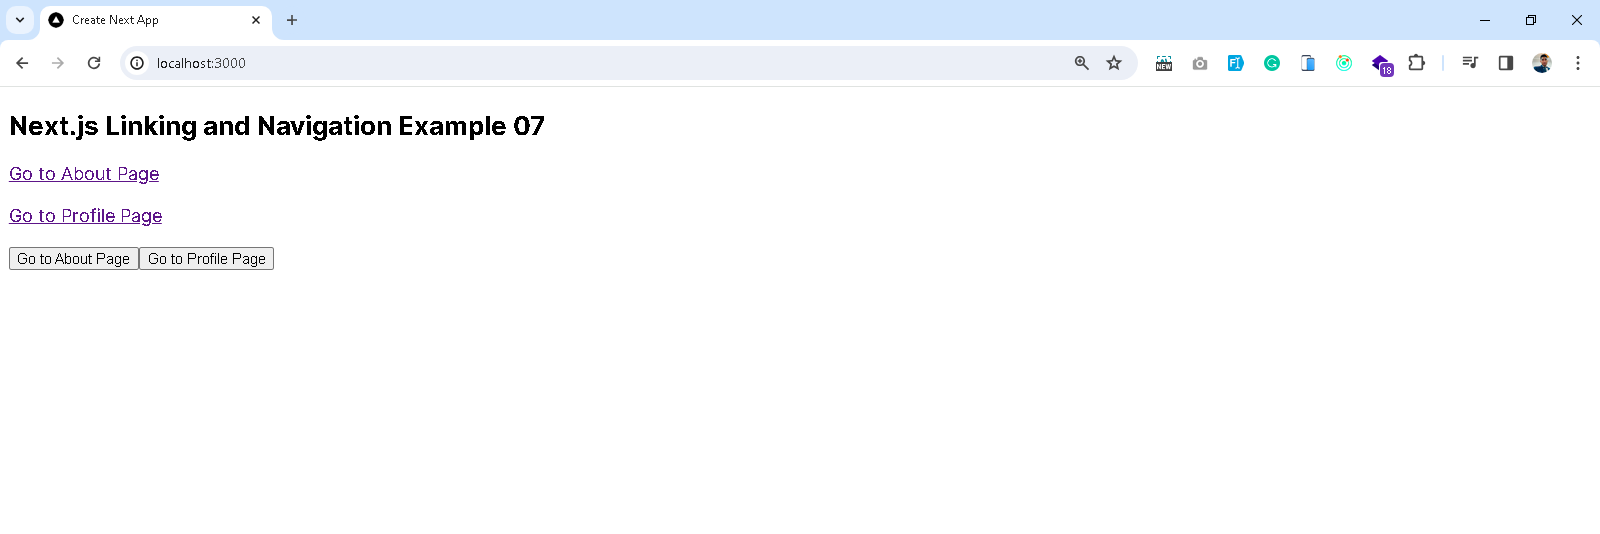 Create Next App
localhost:3000
NEW
18
Next.js Linking and Navigation Example 07
Go to About Page
Go to Profile Page
Go to About Page Go to Profile Page